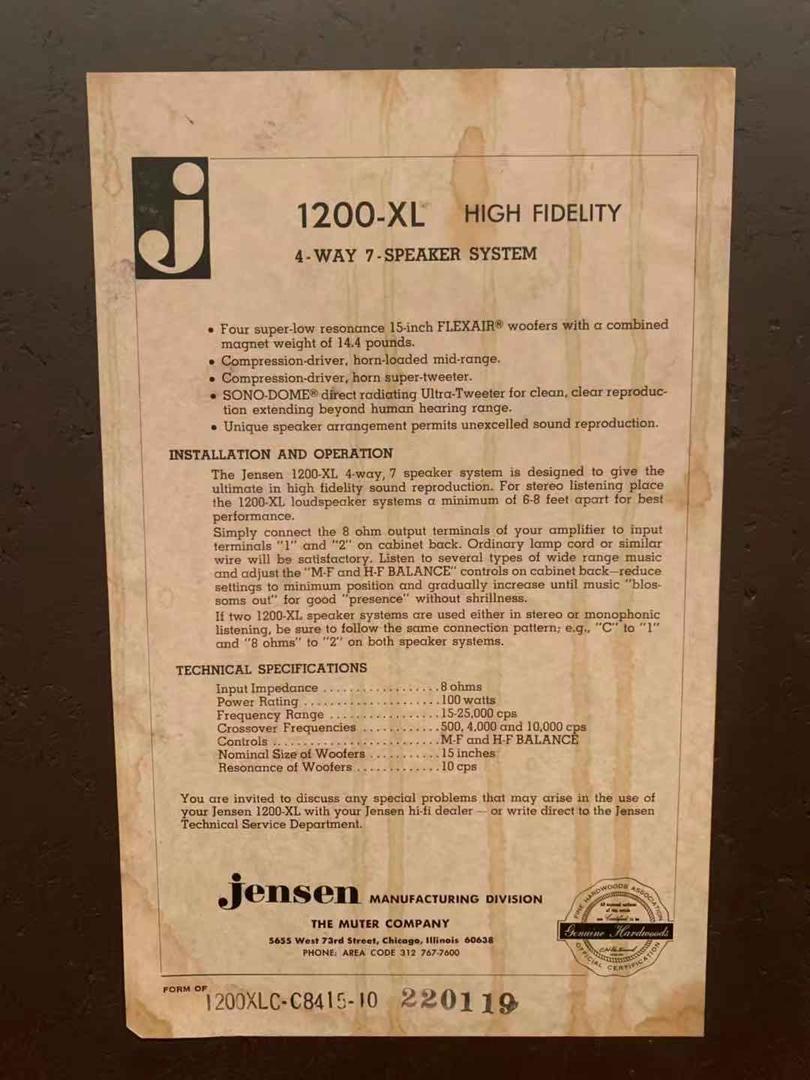 j
1200-XL HIGH FIDELITY
4-WAY 7-SPEAKER SYSTEM
• Four super-low resonance 15-inch FLEXAIR® woofers with a combined
magnet weight of 14.4 pounds.
• Compression-driver, horn-loaded mid-range.
• Compression-driver, horn super-tweeter.
• SONO-DOME® direct radiating Ultra-Tweeter for clean, clear reproduc-
tion extending beyond human hearing range.
• Unique speaker arrangement permits unexcelled sound reproduction.
INSTALLATION AND OPERATION
The Jensen 1200-XL 4-way, 7 speaker system is designed to give the
ultimate in high fidelity sound reproduction. For stereo listening place
the 1200-XL loudspeaker systems a minimum of 6-8 feet apart for best
performance.
Simply connect the 8 ohm output terminals of your amplifier to input
terminals "1" and "2" on cabinet back. Ordinary lamp cord or similar
wire will be satisfactory. Listen to several types of wide range music
and adjust the "M-F and H-F BALANCE" controls on cabinet back—reduce
settings to minimum position and gradually increase until music "blos-
soms out" for good "presence" without shrillness.
If two 1200-XL speaker systems are used either in stereo or monophonic
listening, be sure to follow the same connection pattern; e.g., "C" to "1"
and "8 ohms" to "2" on both speaker systems.
TECHNICAL SPECIFICATIONS
Input Impedance . . . . . . . . . . . . . . . . . . 8 ohms
Power Rating . . . . . . . . . . . . . . . . . . . . . 100 watts
Frequency Range . . . . . . . . . . . . . . . . . 15-25,000 cps
Crossover Frequencies . . . . . . . . . . . . 500, 4,000 and 10,000 cps
Controls . . . . . . . . . . . . . . . . . . . . . . . . . M-F and H-F BALANCE
Nominal Size of Woofers . . . . . . . . . . . 15 inches
Resonance of Woofers . . . . . . . . . . . . . 10 cps
You are invited to discuss any special problems that may arise in the use of
your Jensen 1200-XL with your Jensen hi-fi dealer — or write direct to the Jensen
Technical Service Department.
jensen MANUFACTURING DIVISION
THE MUTER COMPANY
5655 West 73rd Street, Chicago, Illinois 60638
PHONE: AREA CODE 312 767-7600
FINE HARDWOODS ASSOCIATION
Genuine Hardwoods
OFFICIAL CERTIFICATION
FORM OF
1200XLC-C8415-10 220119